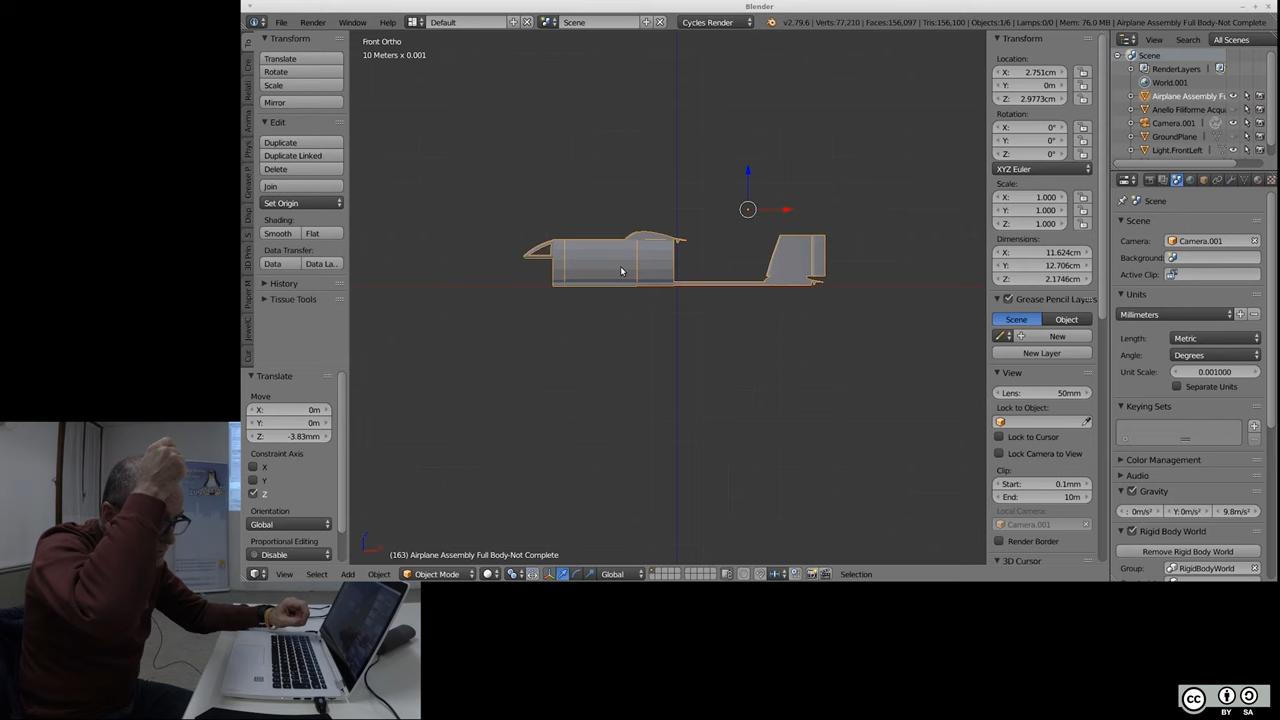 Blender
File Render Window Help Default Scene Cycles Render v2.79.6 | Verts:77,210 | Faces:156,097 | Tris:156,100 | Objects:1/6 | Lamps:0/0 | Mem: 76.0 MB | Airplane Assembly Full Body-Not Complete
Transform
Translate
Rotate
Scale
Mirror
Edit
Duplicate
Duplicate Linked
Delete
Join
Set Origin
Shading:
Smooth Flat
Data Transfer:
Data Data La..
History
Tissue Tools
Translate
Move
X: 0m
Y: 0m
Z: -3.83mm
Constraint Axis
X
Y
Z
Orientation
Global
Proportional Editing
Disable
Front Ortho
10 Meters x 0.001
(163) Airplane Assembly Full Body-Not Complete
View Select Add Object Object Mode Global Selection
Transform
Location:
X: 2.751cm
Y: 0m
Z: 2.9773cm
Rotation:
X: 0°
Y: 0°
Z: 0°
XYZ Euler
Scale:
X: 1.000
Y: 1.000
Z: 1.000
Dimensions:
X: 11.624cm
Y: 12.706cm
Z: 2.1746cm
Grease Pencil Layers
Scene Object
New
New Layer
View
Lens: 50mm
Lock to Object:
Lock to Cursor
Lock Camera to View
Clip:
Start: 0.1mm
End: 10m
Local Camera:
Camera.001
Render Border
3D Cursor
View Search All Scenes
Scene
RenderLayers
World.001
Airplane Assembly Fu
Anello Filiforme Acqu
Camera.001
GroundPlane
Light.FrontLeft
Scene
Scene
Camera: Camera.001
Background:
Active Clip:
Units
Millimeters
Length: Metric
Angle: Degrees
Unit Scale: 0.001000
Separate Units
Keying Sets
Color Management
Audio
Gravity
: 0m/s² Y:0m/s² 9.8m/s²
Rigid Body World
Remove Rigid Body World
Group: RigidBodyWorld
CC
BY SA